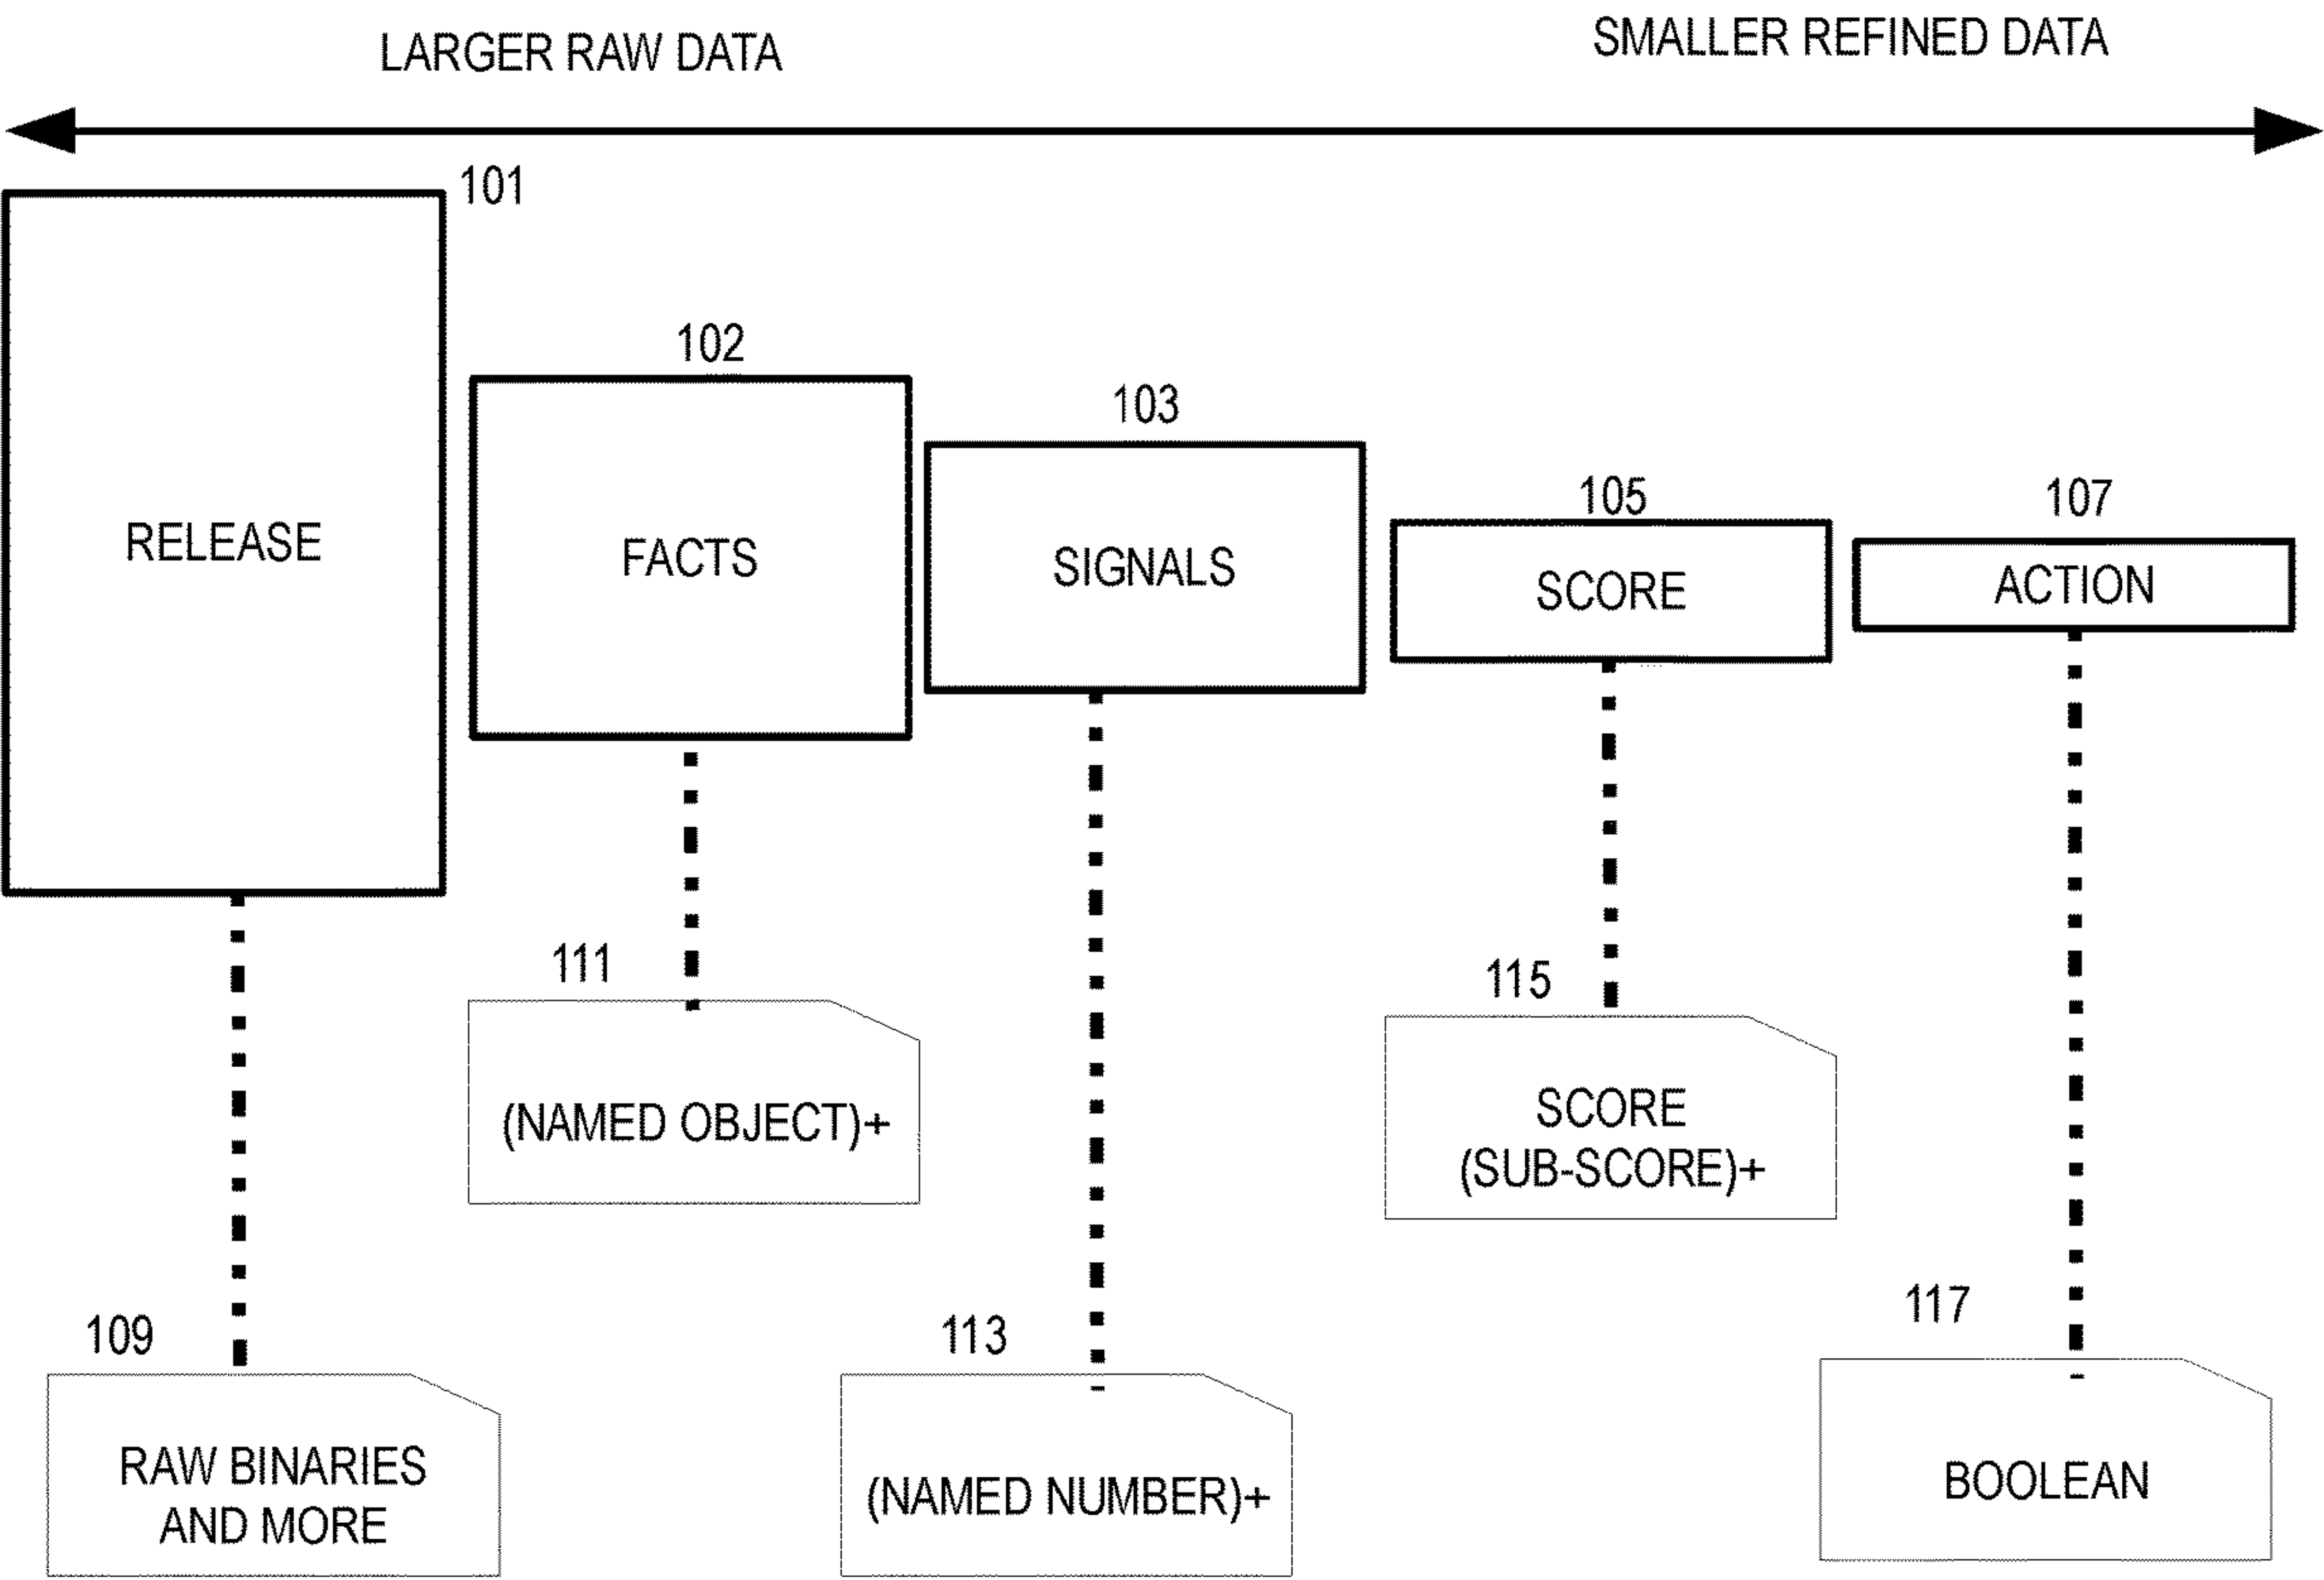 LARGER RAW DATA
SMALLER REFINED DATA
101
RELEASE
102
FACTS
103
SIGNALS
105
SCORE
107
ACTION
109
RAW BINARIES
AND MORE
111
(NAMED OBJECT)+
113
(NAMED NUMBER)+
115
SCORE
(SUB-SCORE)+
117
BOOLEAN